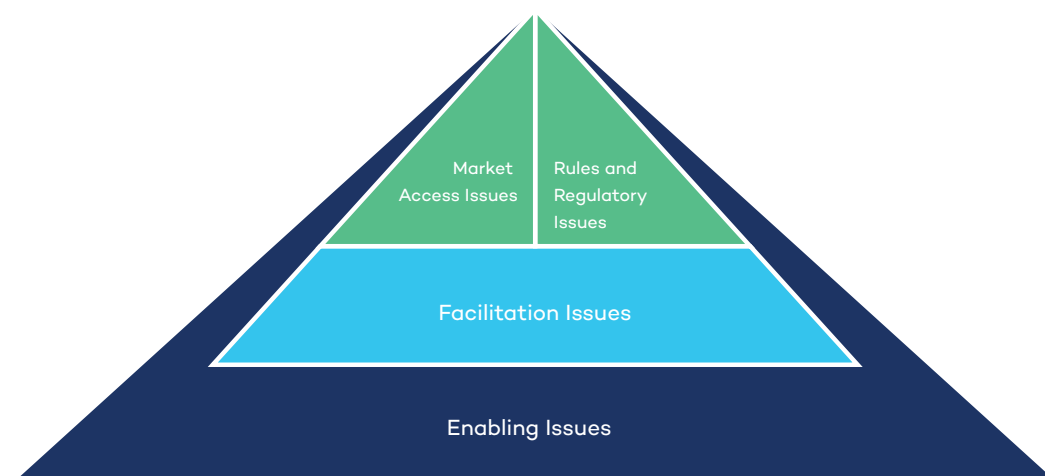 Market
Access Issues
Rules and
Regulatory
Issues
Facilitation Issues
Enabling Issues